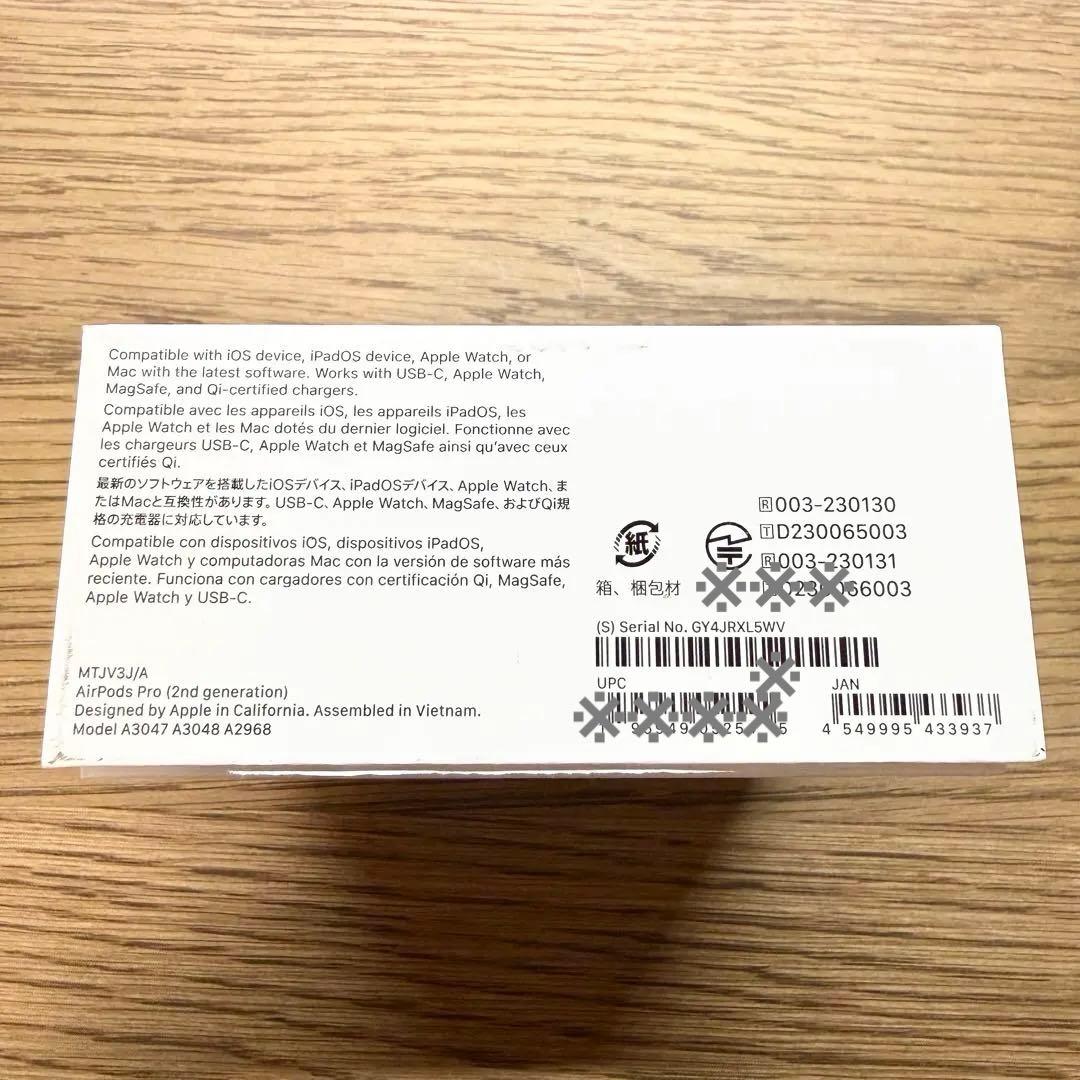 Compatible with iOS device, iPadOS device, Apple Watch, or
Mac with the latest software. Works with USB-C, Apple Watch,
MagSafe, and Qi-certified chargers.
Compatible avec les appareils iOS, les appareils iPadOS, les
Apple Watch et les Mac dotés du dernier logiciel. Fonctionne avec
les chargeurs USB-C, Apple Watch et MagSafe ainsi qu'avec ceux
certifiés Qi.
最新のソフトウェアを搭載したiOSデバイス、iPadOSデバイス、Apple Watch、ま
たはMacと互換性があります。USB-C、Apple Watch、MagSafe、およびQi規
格の充電器に対応しています。
Compatible con dispositivos iOS, dispositivos iPadOS,
Apple Watch y computadoras Mac con la versión de software más
reciente. Funciona con cargadores con certificación Qi, MagSafe,
Apple Watch y USB-C.
MTJV3J/A
AirPods Pro (2nd generation)
Designed by Apple in California. Assembled in Vietnam.
Model A3047 A3048 A2968
紙
箱、梱包材
R 003-230130
T D230065003
R 003-230131
※※※
(S) Serial No. GY4JRXL5WV
※
UPC
※※※※
JAN
4 549995 433937